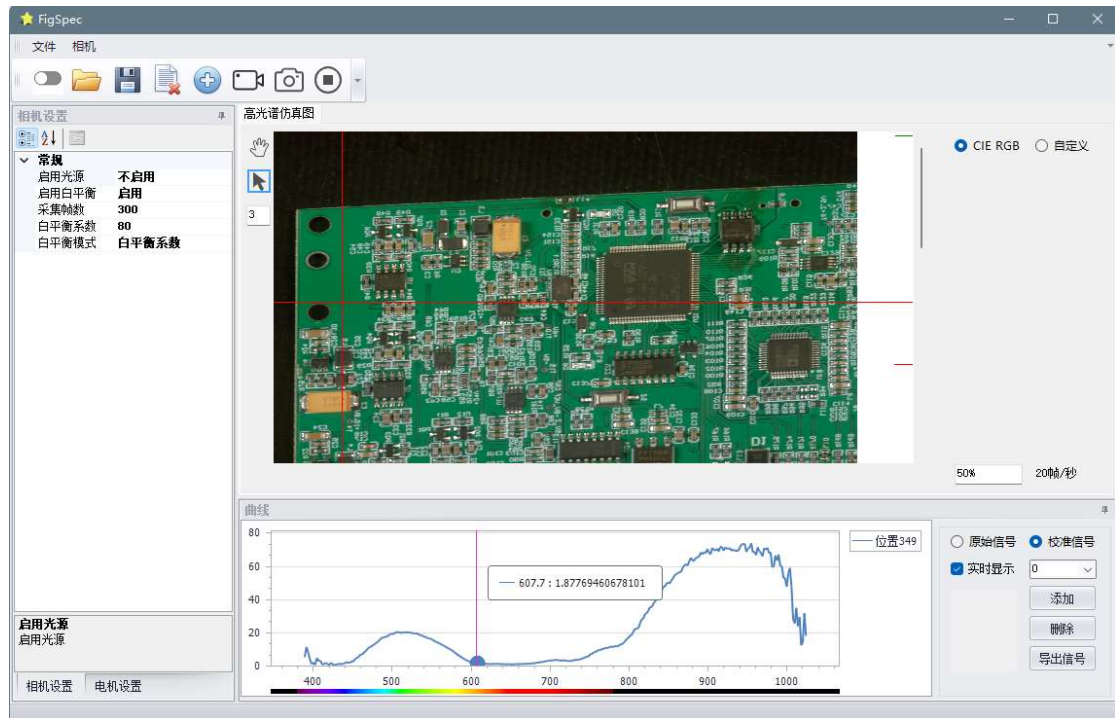 FigSpec
文件 相机
相机设置
高光谱仿真图
常规
启用光源 不启用
启用白平衡 启用
采集帧数 300
白平衡系数 80
白平衡模式 白平衡系数
3
CIE RGB 自定义
DI
50% 20帧/秒
曲线
80
60
40
20
0
400 500 600 700 800 900 1000
607.7 : 1.87769460678101
位置349
原始信号 校准信号
实时显示 0
添加
删除
导出信号
启用光源
启用光源
相机设置 电机设置